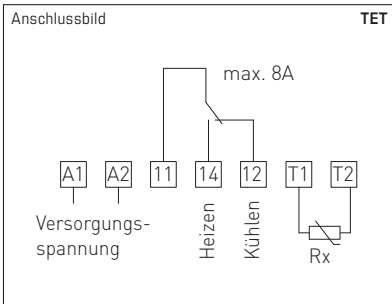 Anschlussbild TET
max. 8A
A1 A2 11 14 12 T1 T2
Versorgungs-
spannung
Heizen
Kühlen
Rx